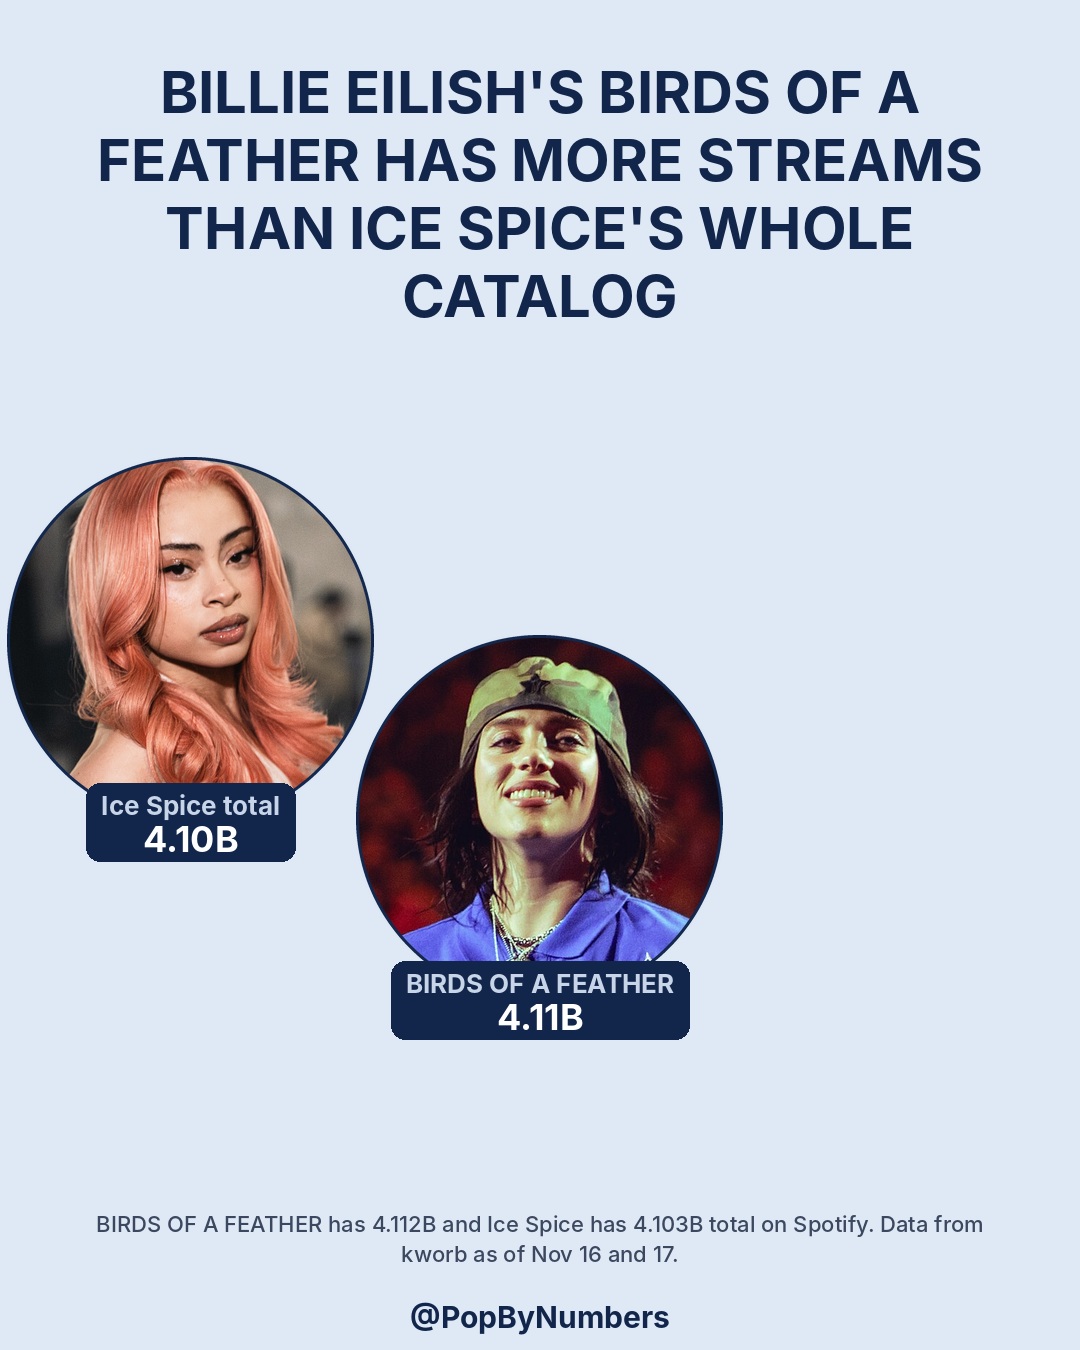 BILLIE EILISH'S BIRDS OF A
FEATHER HAS MORE STREAMS
THAN ICE SPICE'S WHOLE
CATALOG
Ice Spice total
4.10B
BIRDS OF A FEATHER
4.11B
BIRDS OF A FEATHER has 4.112B and Ice Spice has 4.103B total on Spotify. Data from
kworb as of Nov 16 and 17.
@PopByNumbers